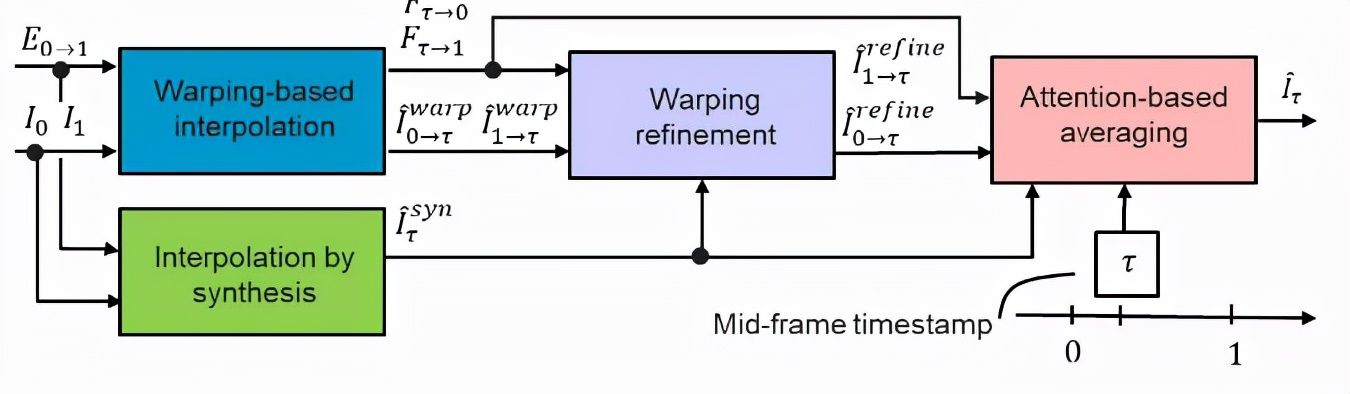 F_{τ→0}
F_{τ→1}
E_{0→1}
I_0 I_1
Warping-based
interpolation
Î^{warp}_{0→τ} Î^{warp}_{1→τ}
Warping
refinement
Î^{refine}_{1→τ}
Î^{refine}_{0→τ}
Attention-based
averaging
Î_τ
Interpolation by
synthesis
Î^{syn}_τ
τ
Mid-frame timestamp
0
1